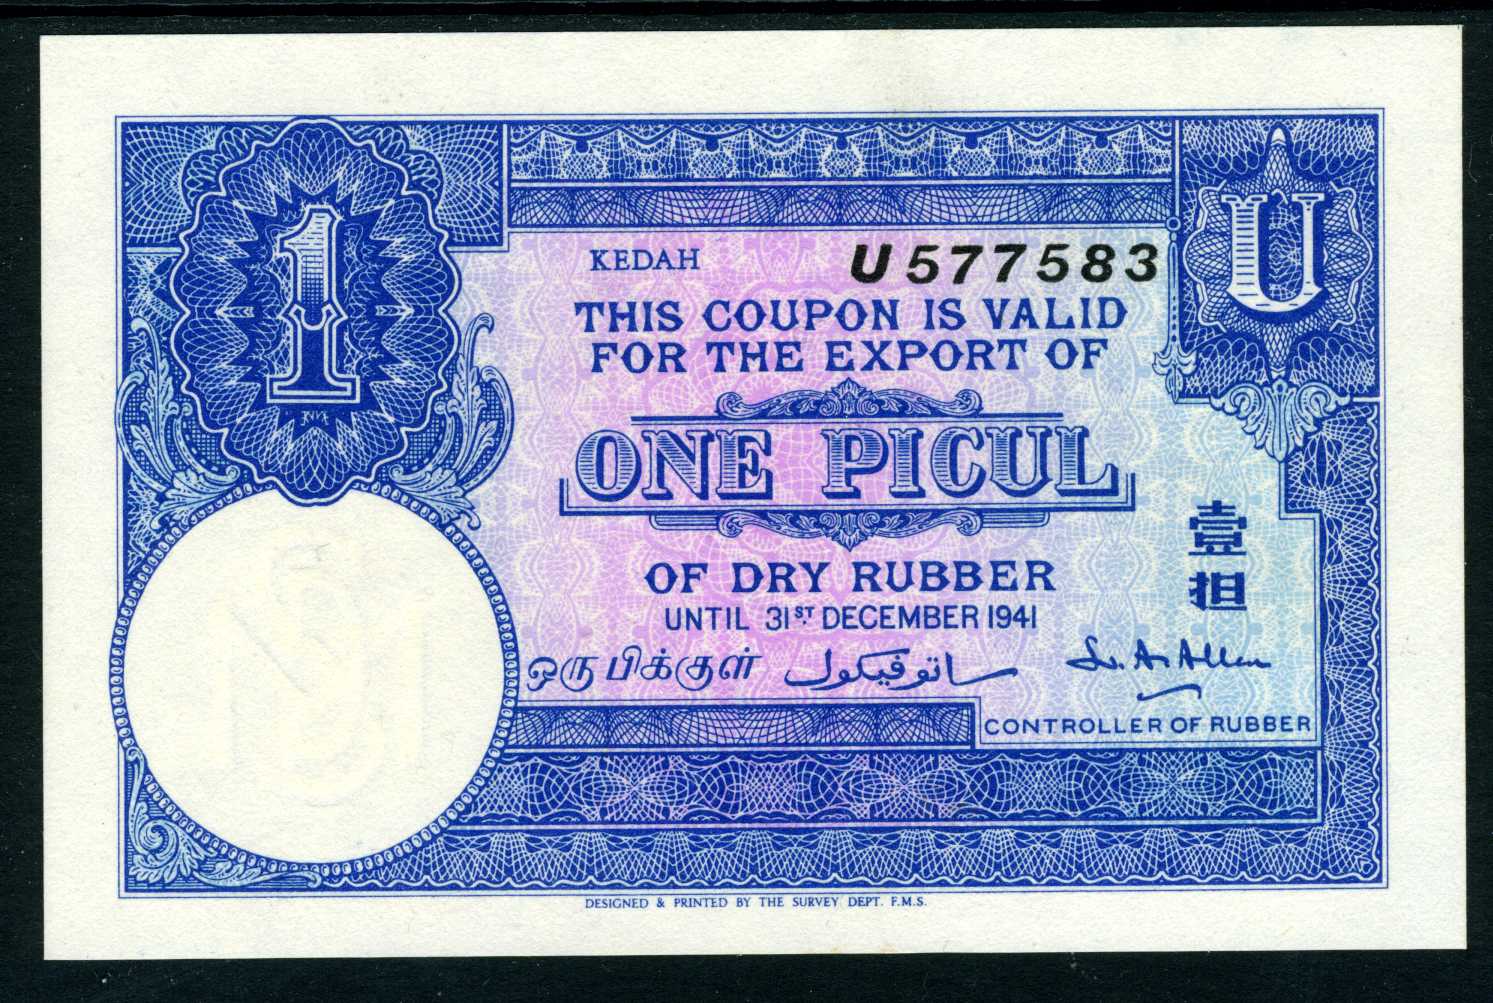 1
U
KEDAH
U577583
THIS COUPON IS VALID
FOR THE EXPORT OF
ONE PICUL
OF DRY RUBBER
UNTIL 31ST. DECEMBER 1941
壹
担
ஒரு பிக்குள் ساتو فيكول
CONTROLLER OF RUBBER
DESIGNED & PRINTED BY THE SURVEY DEPT. F.M.S.